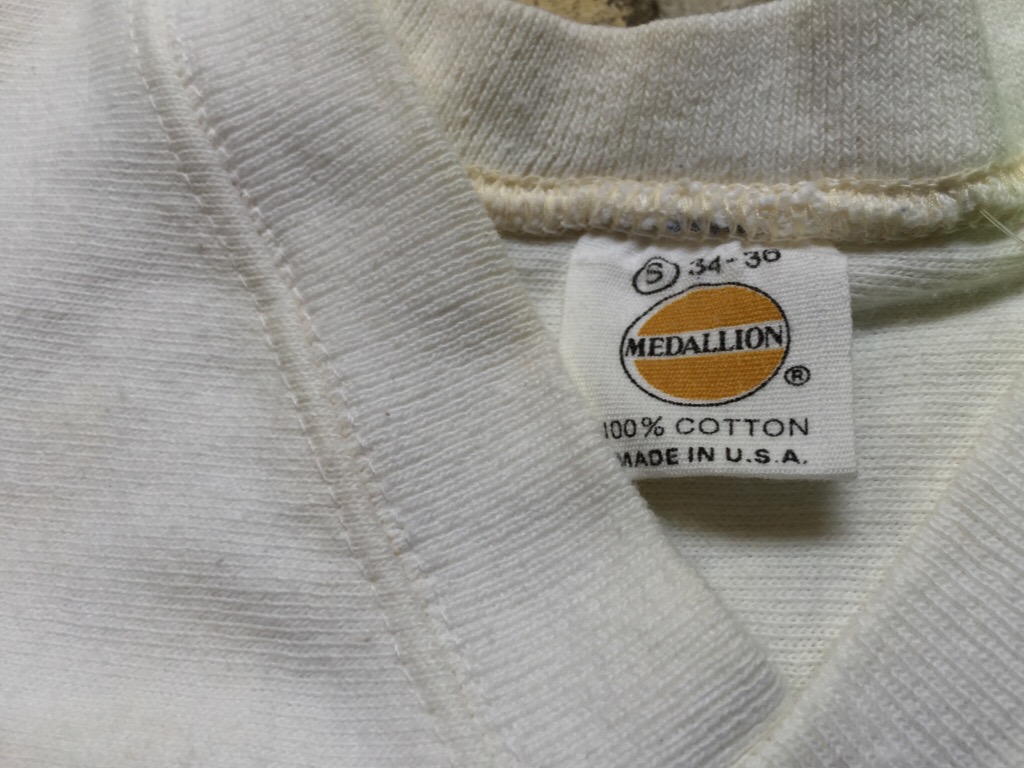 S 34-36
MEDALLION
®
100% COTTON
MADE IN U.S.A.